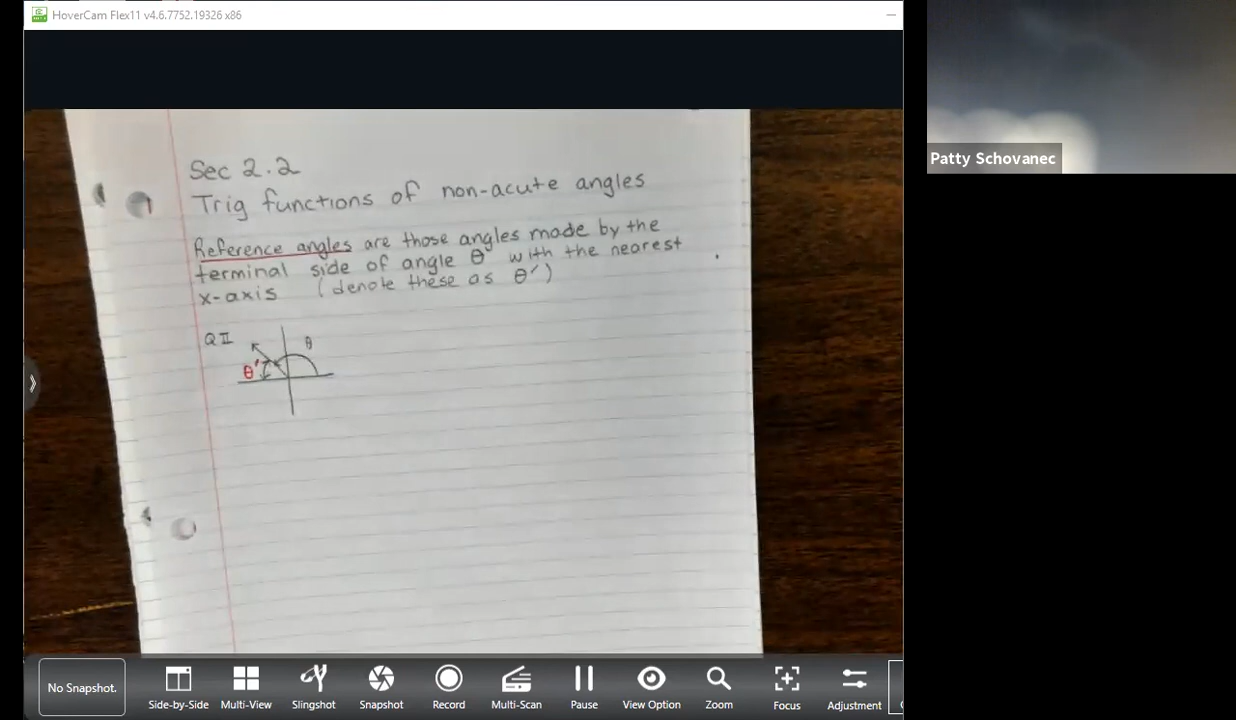 HoverCam Flex11 v4.6.7752.19326 x86
Patty Schovanec
Sec 2.2
Trig functions of non-acute angles
Reference angles are those angles made by the
terminal side of angle θ with the nearest
x-axis (denote these as θ′)
QII
θ
θ′
No Snapshot.
Side-by-Side
Multi-View
Slingshot
Snapshot
Record
Multi-Scan
Pause
View Option
Zoom
Focus
Adjustment